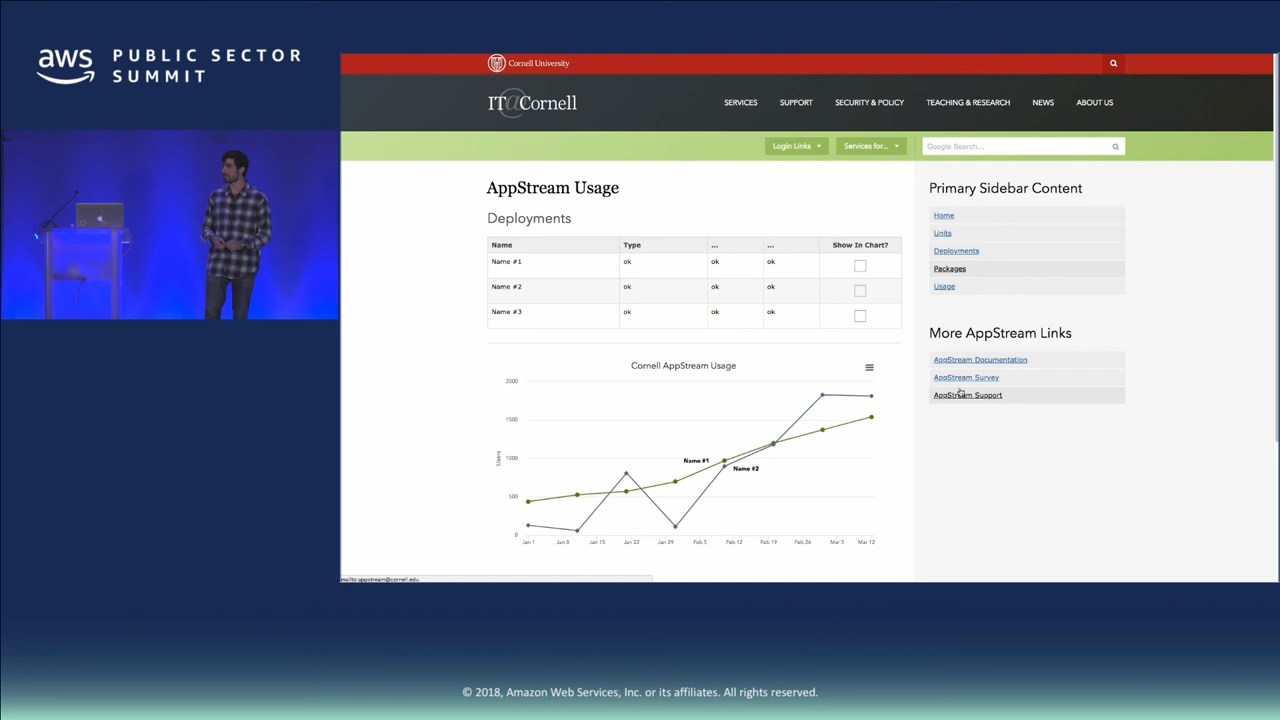 aws PUBLIC SECTOR SUMMIT
Cornell University
IT@Cornell
SERVICES SUPPORT SECURITY & POLICY TEACHING & RESEARCH NEWS ABOUT US
Login Links Services for... Google Search...
AppStream Usage
Deployments
Name Type ... ... Show In Chart?
Name #1 ok ok ok
Name #2 ok ok ok
Name #3 ok ok ok
Cornell AppStream Usage
2000
1500
1000
500
0
Users
Name #1
Name #2
Jan 1 Jan 8 Jan 15 Jan 22 Jan 29 Feb 5 Feb 12 Feb 19 Feb 26 Mar 5 Mar 12
Primary Sidebar Content
Home
Units
Deployments
Packages
Usage
More AppStream Links
AppStream Documentation
AppStream Survey
AppStream Support
mailto:appstream@cornell.edu
© 2018, Amazon Web Services, Inc. or its affiliates. All rights reserved.